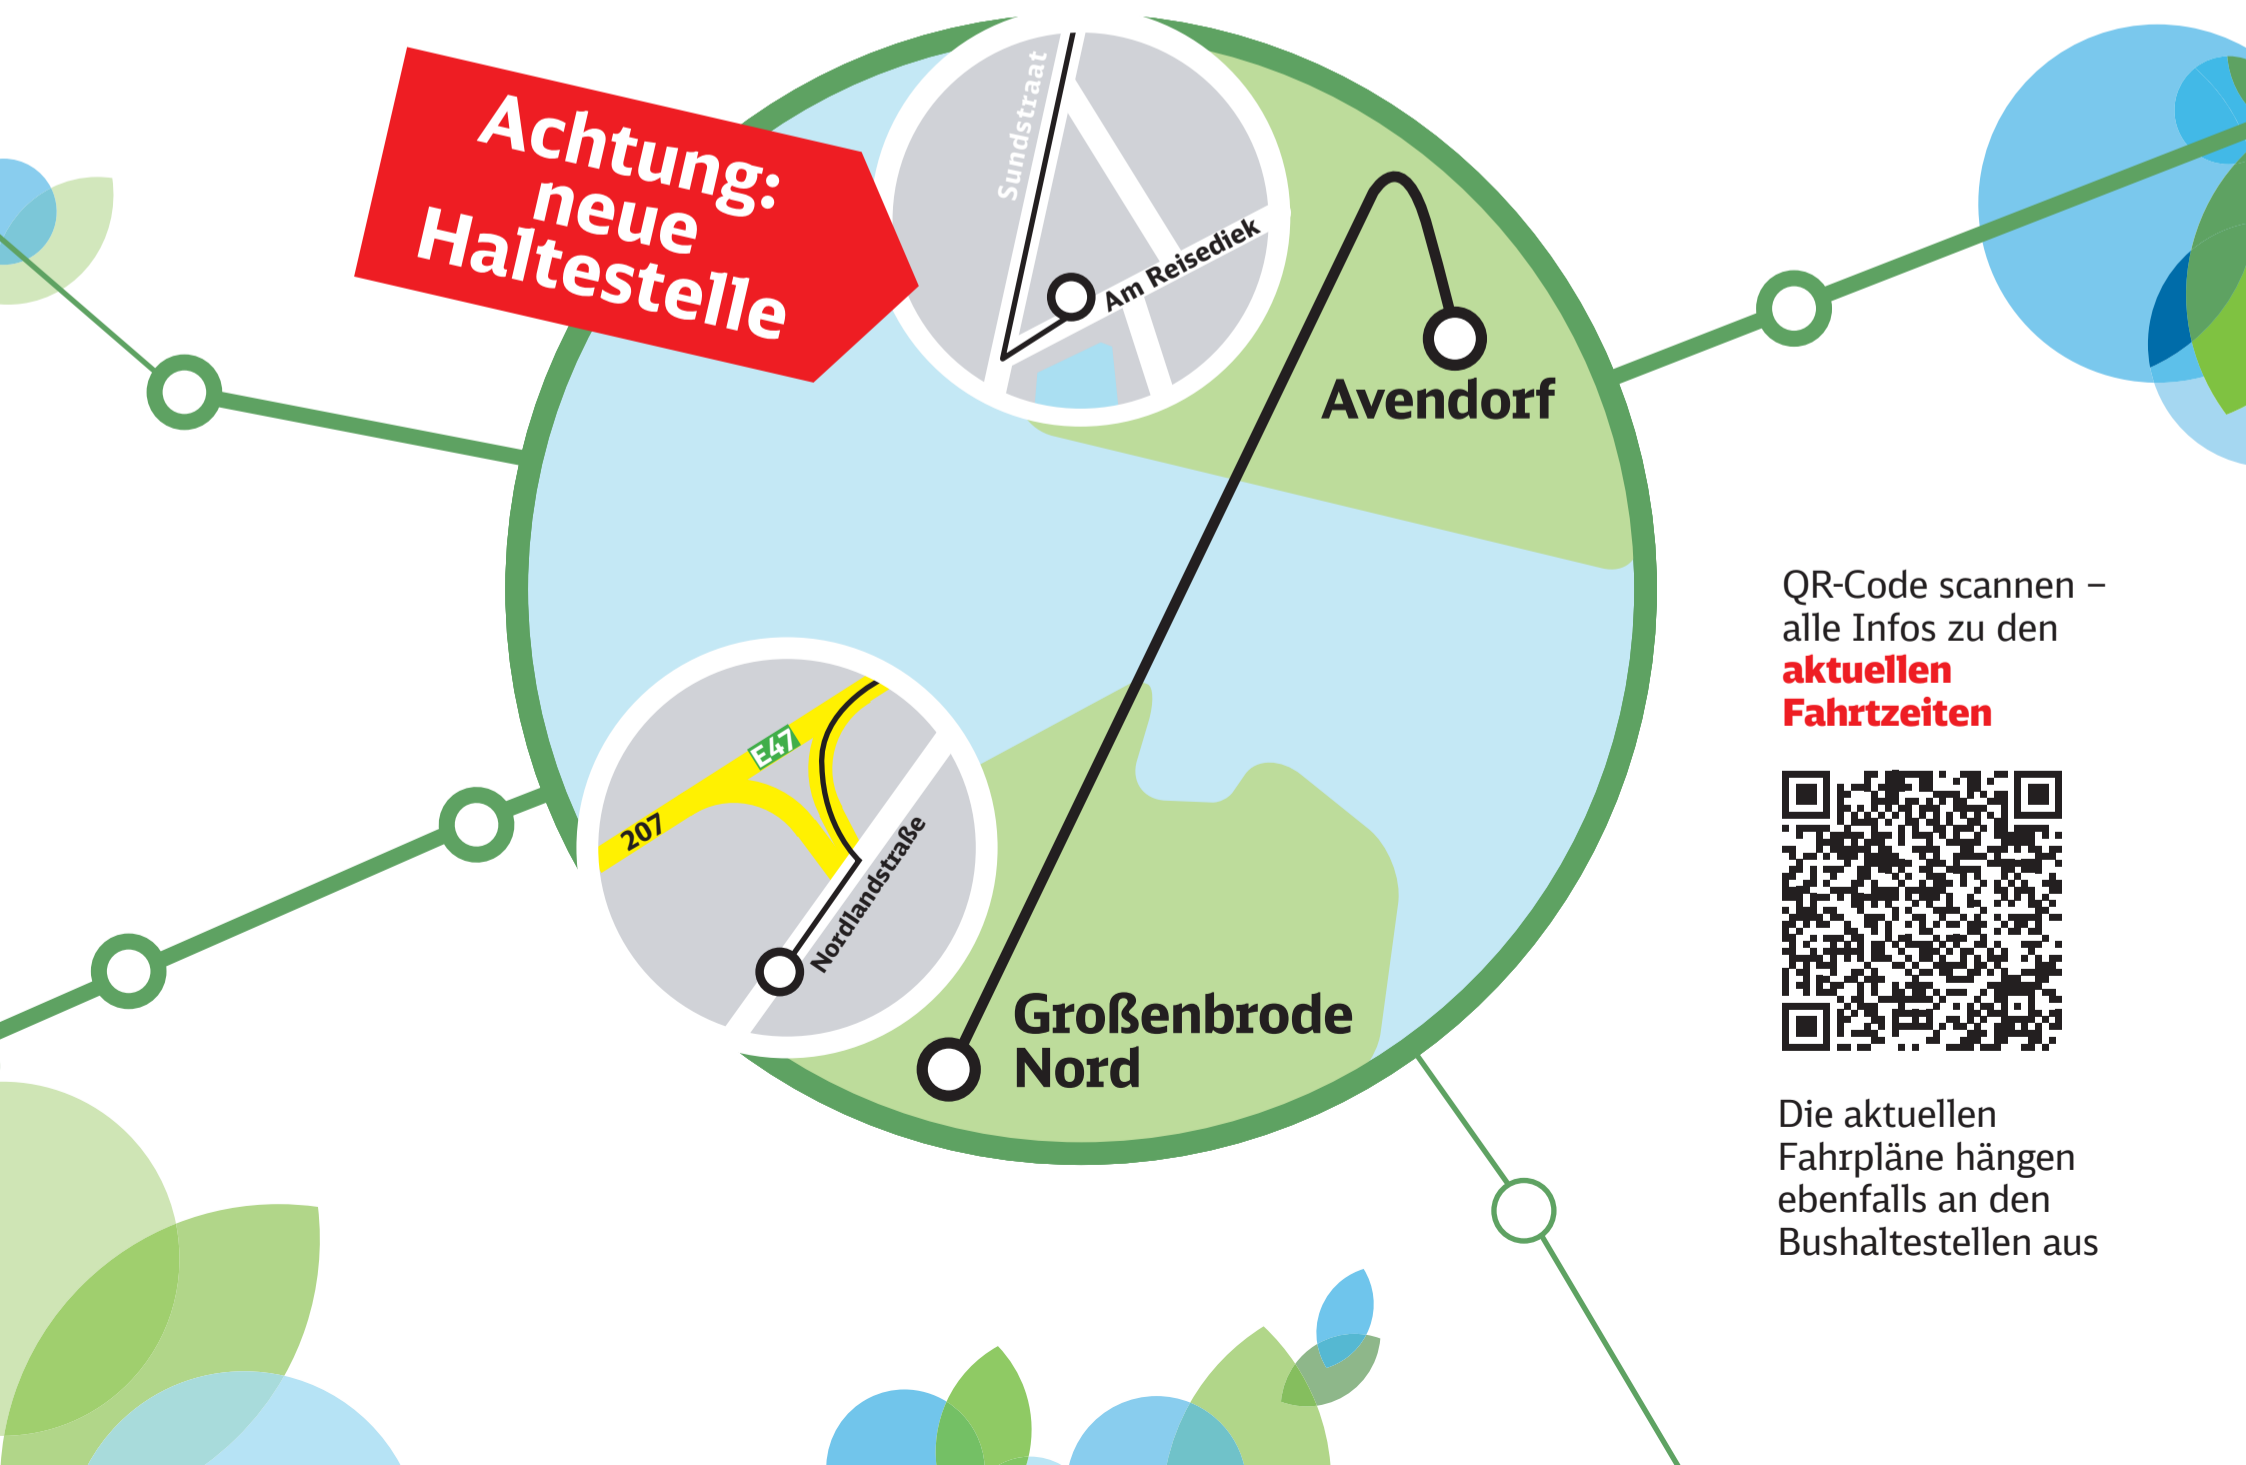 Achtung:
neue
Haltestelle
Sundstraat
Am Reisediek
Avendorf
E47
207
Nordlandstraße
Großenbrode
Nord
QR-Code scannen –
alle Infos zu den
aktuellen
Fahrtzeiten
Die aktuellen
Fahrpläne hängen
ebenfalls an den
Bushaltestellen aus